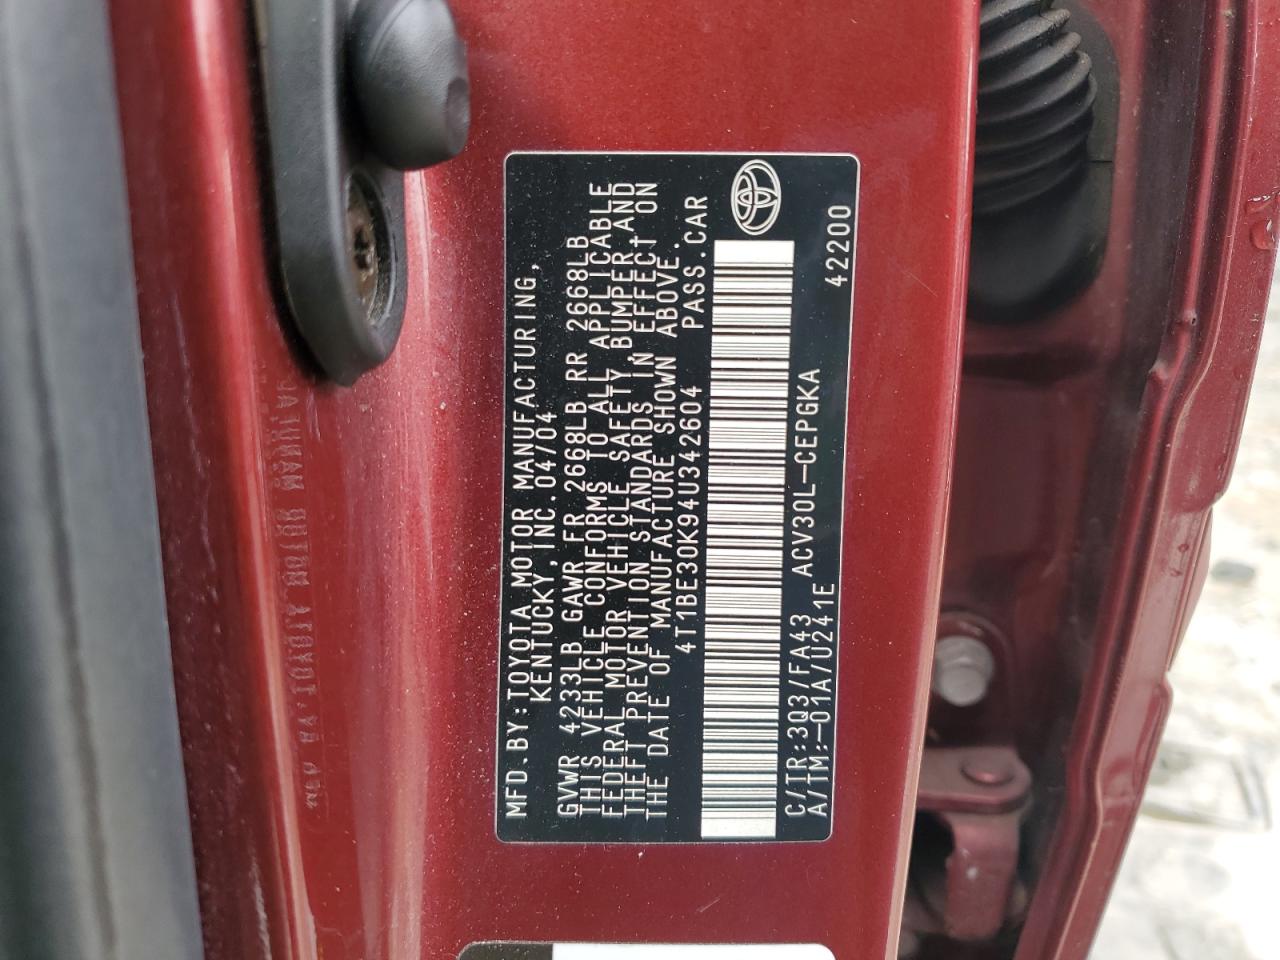 MFD.BY:TOYOTA MOTOR MANUFACTURING,
KENTUCKY,INC.04/04
GVWR 4233LB GAWR FR 2668LB RR 2668LB
THIS VEHICLE CONFORMS TO ALL APPLICABLE
FEDERAL MOTOR VEHICLE SAFETY,BUMPER,AND
THEFT PREVENTION STANDARDS IN EFFECT ON
THE DATE OF MANUFACTURE SHOWN ABOVE.
4T1BE30K94U342604 PASS.CAR
C/TR:3Q3/FA43 ACV30L-CEPGKA
A/TM:-01A/U241E 42200